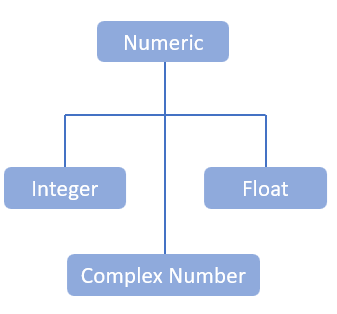 Numeric
Integer
Float
Complex Number